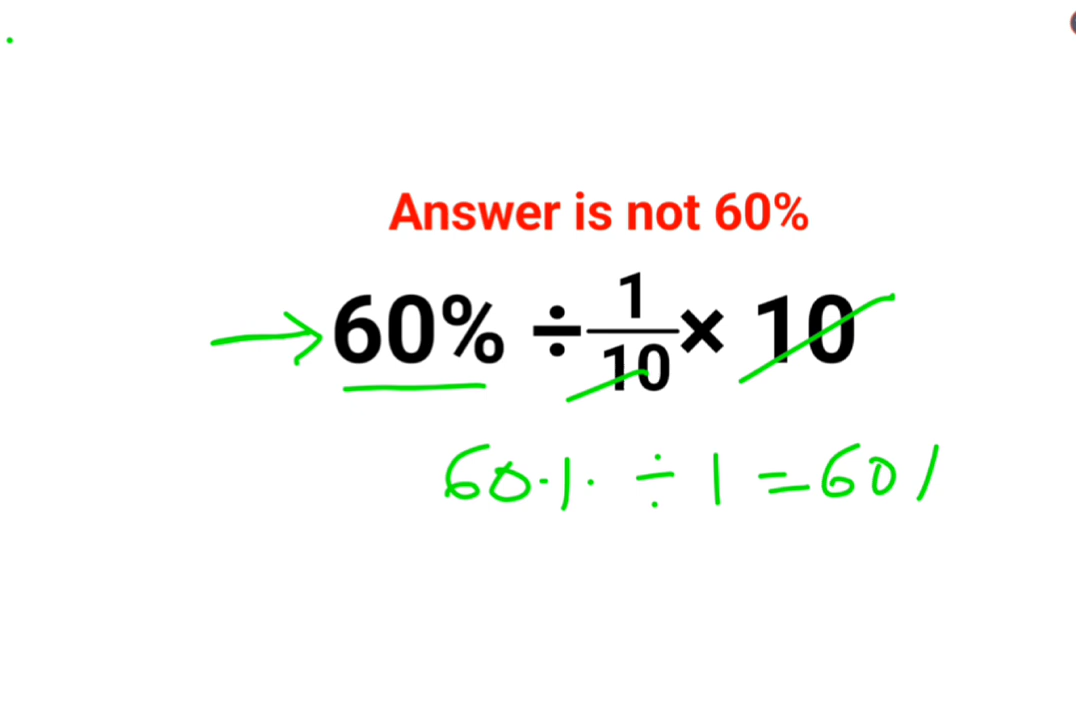 Answer is not 60%
60% ÷ 1/10 × 10
60% ÷ 1 = 60/